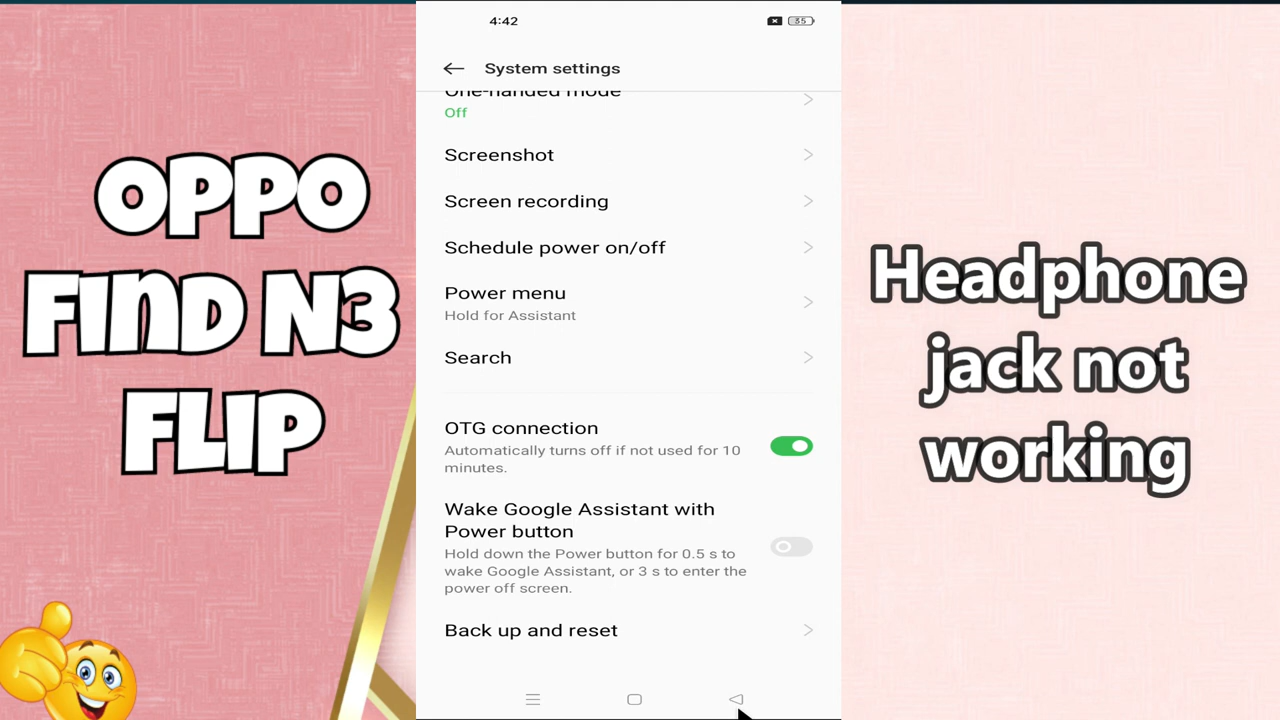 OPPO
FIND N3
FLIP
4:42
35
System settings
One-handed mode
Off
Screenshot
Screen recording
Schedule power on/off
Power menu
Hold for Assistant
Search
OTG connection
Automatically turns off if not used for 10
minutes.
Wake Google Assistant with
Power button
Hold down the Power button for 0.5 s to
wake Google Assistant, or 3 s to enter the
power off screen.
Back up and reset
Headphone
jack not
working